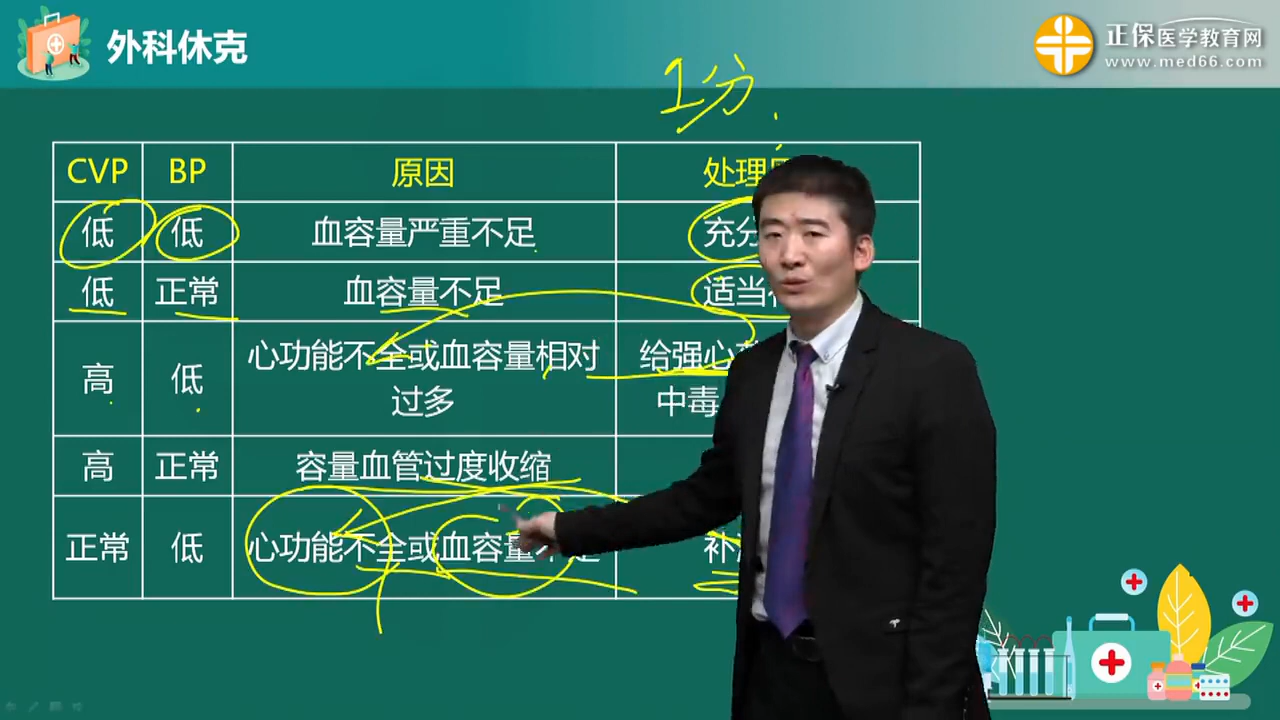 外科休克
正保医学教育网
www.med66.com
1分
CVP BP 原因 处理
低 低 血容量严重不足 充分
低 正常 血容量不足 适当
高 低 心功能不全或血容量相对过多 给强心
中毒
高 正常 容量血管过度收缩
正常 低 心功能不全或血容量不足 补